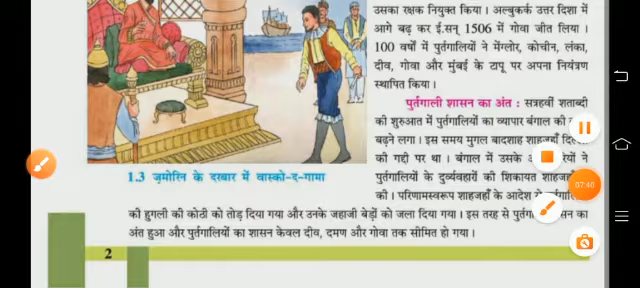 उसका रक्षक नियुक्त किया। अल्बुकर्क उत्तर दिशा में
आगे बढ़ कर ई.सन् 1506 में गोवा जीत लिया।
100 वर्षों में पुर्तगालियों ने मेंग्लोर, कोचीन, लंका,
दीव, गोवा और मुंबई के टापू पर अपना नियंत्रण
स्थापित किया।
पुर्तगाली शासन का अंत : सत्रहवीं शताब्दी
की शुरुआत में पुर्तगालियों का व्यापार बंगाल की
बढ़ने लगा। इस समय मुगल बादशाह शाहजहाँ
की गद्दी पर था। बंगाल में उसके ने
पुर्तगालियों के दुर्व्यवहारों की शिकायत
07:40
1.3 ज़मोरिन के दरबार में वास्को-द-गामा
की। परिणामस्वरूप शाहजहाँ के आदेश
की हुगली की कोठी को तोड़ दिया गया और उनके जहाजी बेड़ों को जला दिया गया। इस तरह से का
अंत हुआ और पुर्तगालियों का शासन केवल दीव, दमण और गोवा तक सीमित हो गया।
2